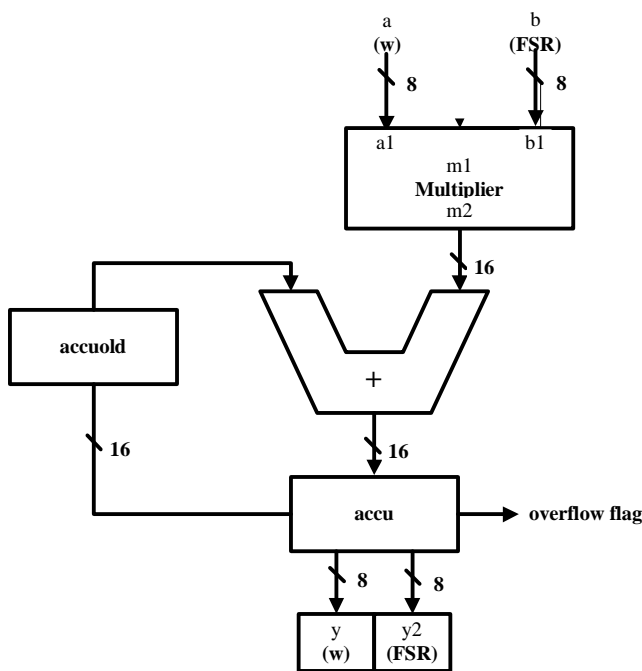 a
(w)
b
(FSR)
8
8
a1
b1
m1
Multiplier
m2
16
accuold
+
16
16
accu
overflow flag
8
8
y
(w)
y2
(FSR)